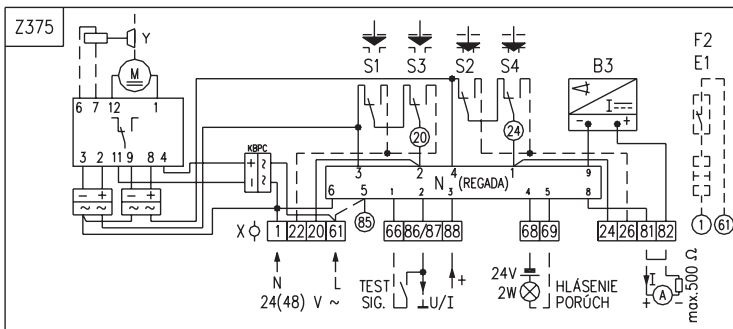 Z375
Y
M
6 7 12 1
3 2 11 9 8 4
− + − +
~ ~
KBPC
+ ~
− ~
S1 S3 S2 S4
20
24
B3
I
− +
F2
E1
3 2 4 1 9
N (REGADA)
6 5 1 2 3 4 5 8
85
X 1 22 20 61 66 86/87 88 68 69 24 26 81 82
1 61
N L
24(48) V ~
TEST
SIG.
U/I
+
24V
2W
HLÁSENIE
PORÚCH
I
A
+ −
max.500 Ω